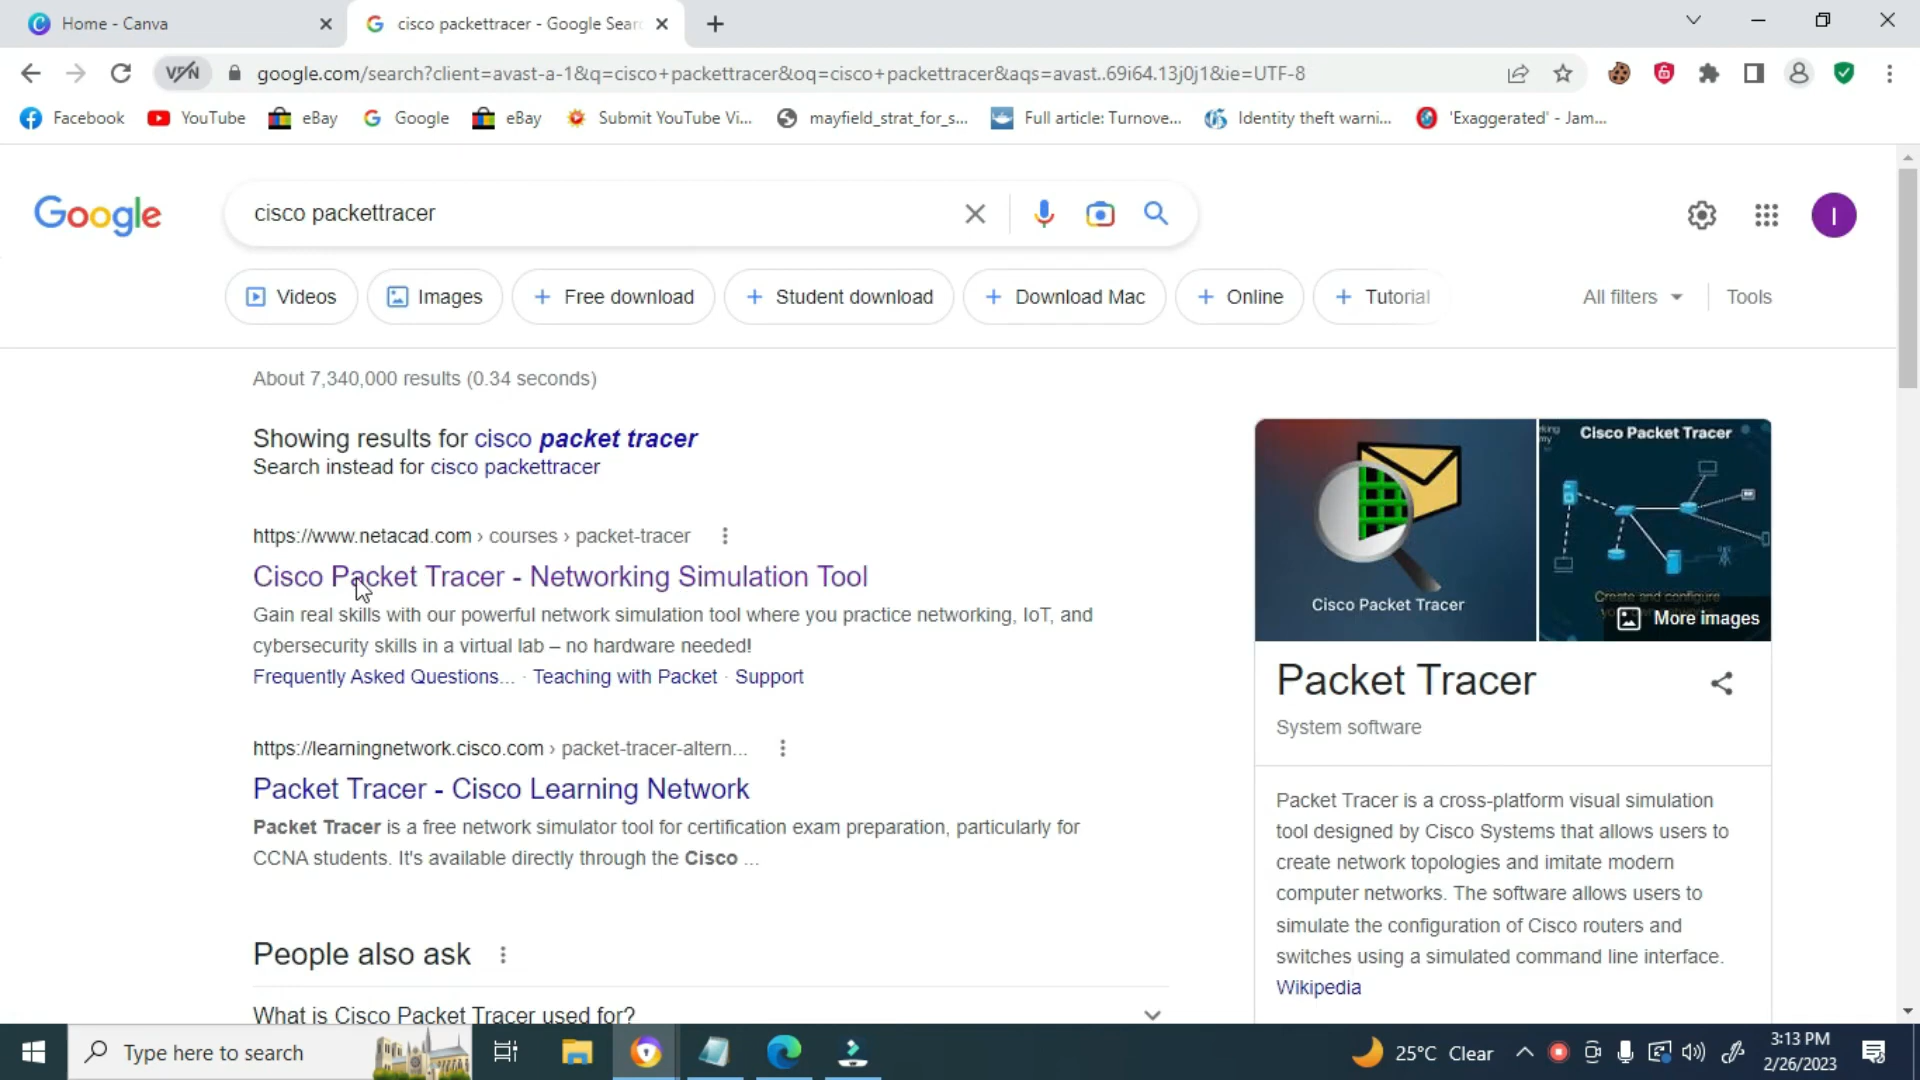 Home - Canva
cisco packettracer - Google Sear
VPN
google.com/search?client=avast-a-1&q=cisco+packettracer&oq=cisco+packettracer&aqs=avast..69i64.13j0j1&ie=UTF-8
Facebook YouTube eBay Google eBay Submit YouTube Vi... mayfield_strat_for_s... Full article: Turnove... Identity theft warni... 'Exaggerated' - Jam...
Google
cisco packettracer
I
Videos Images + Free download + Student download + Download Mac + Online + Tutorial All filters Tools
About 7,340,000 results (0.34 seconds)
Showing results for cisco packet tracer
Search instead for cisco packettracer
https://www.netacad.com › courses › packet-tracer
Cisco Packet Tracer - Networking Simulation Tool
Gain real skills with our powerful network simulation tool where you practice networking, IoT, and
cybersecurity skills in a virtual lab – no hardware needed!
Frequently Asked Questions... · Teaching with Packet · Support
https://learningnetwork.cisco.com › packet-tracer-altern...
Packet Tracer - Cisco Learning Network
Packet Tracer is a free network simulator tool for certification exam preparation, particularly for
CCNA students. It's available directly through the Cisco ...
People also ask
What is Cisco Packet Tracer used for?
Cisco Packet Tracer
Cisco Packet Tracer
Create and configure
More images
Packet Tracer
System software
Packet Tracer is a cross-platform visual simulation
tool designed by Cisco Systems that allows users to
create network topologies and imitate modern
computer networks. The software allows users to
simulate the configuration of Cisco routers and
switches using a simulated command line interface.
Wikipedia
Type here to search
25°C Clear
3:13 PM
2/26/2023